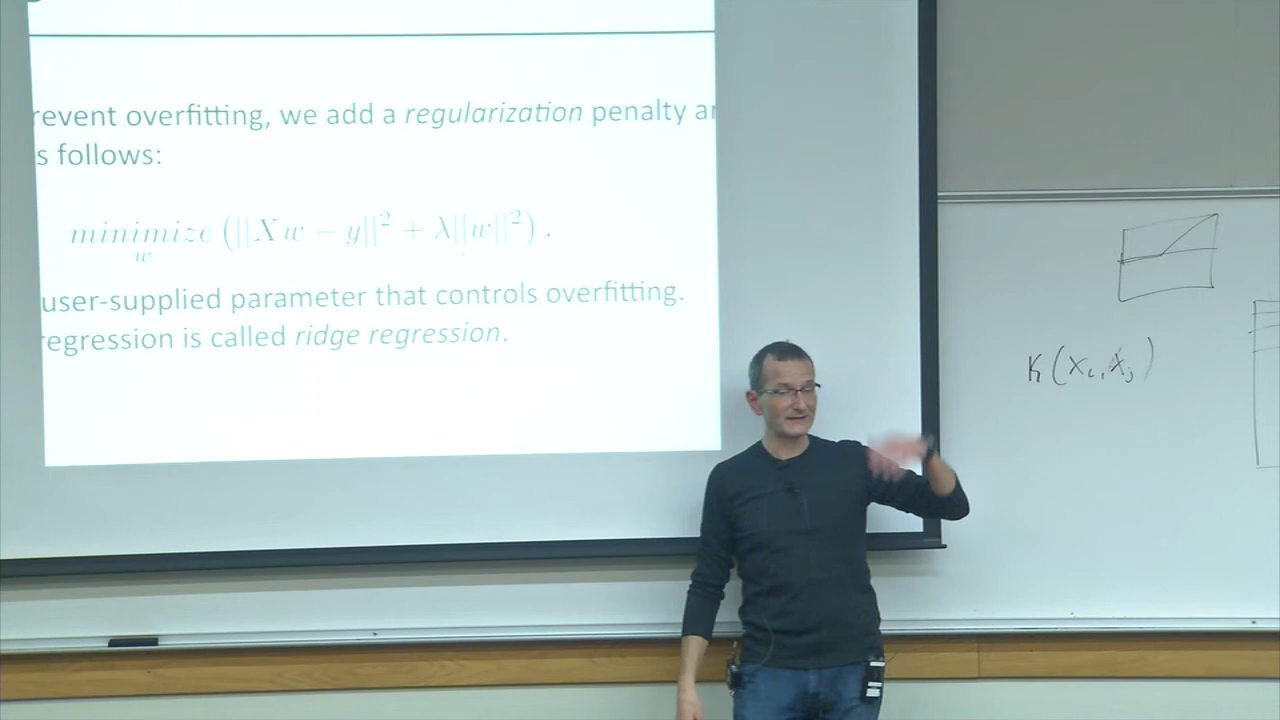 revent overfitting, we add a regularization penalty ar
s follows:
minimize (||Xw − y||² + λ||w||²) .
w
user-supplied parameter that controls overfitting.
regression is called ridge regression.
K(xᵢ, xⱼ)